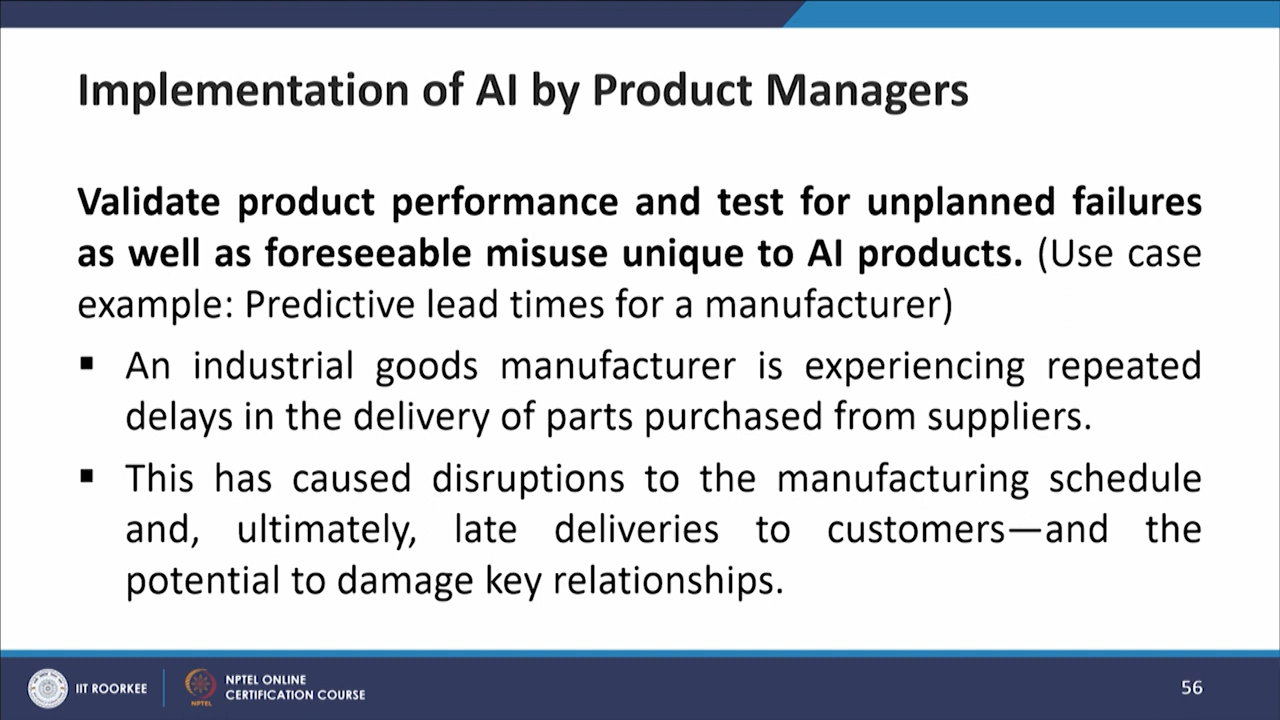 Implementation of AI by Product Managers
Validate product performance and test for unplanned failures
as well as foreseeable misuse unique to AI products. (Use case
example: Predictive lead times for a manufacturer)
▪ An industrial goods manufacturer is experiencing repeated
delays in the delivery of parts purchased from suppliers.
▪ This has caused disruptions to the manufacturing schedule
and, ultimately, late deliveries to customers—and the
potential to damage key relationships.
IIT ROORKEE
NPTEL
NPTEL ONLINE
CERTIFICATION COURSE
56